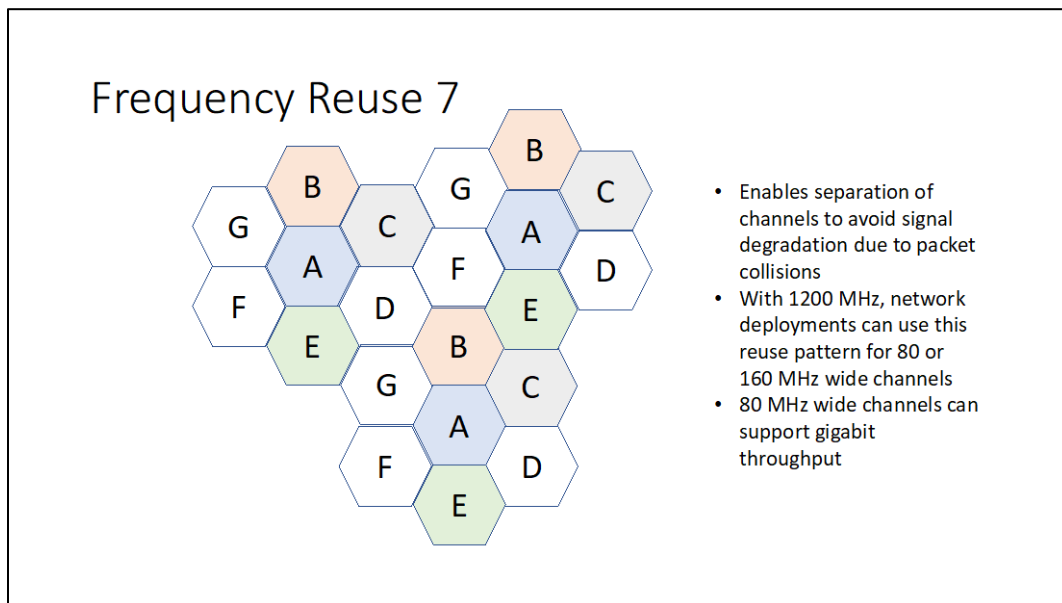 Frequency Reuse 7
B
G
C
A
F
D
E
B
G
C
A
F
D
E
B
G
C
A
F
D
E
• Enables separation of
channels to avoid signal
degradation due to packet
collisions
• With 1200 MHz, network
deployments can use this
reuse pattern for 80 or
160 MHz wide channels
• 80 MHz wide channels can
support gigabit
throughput